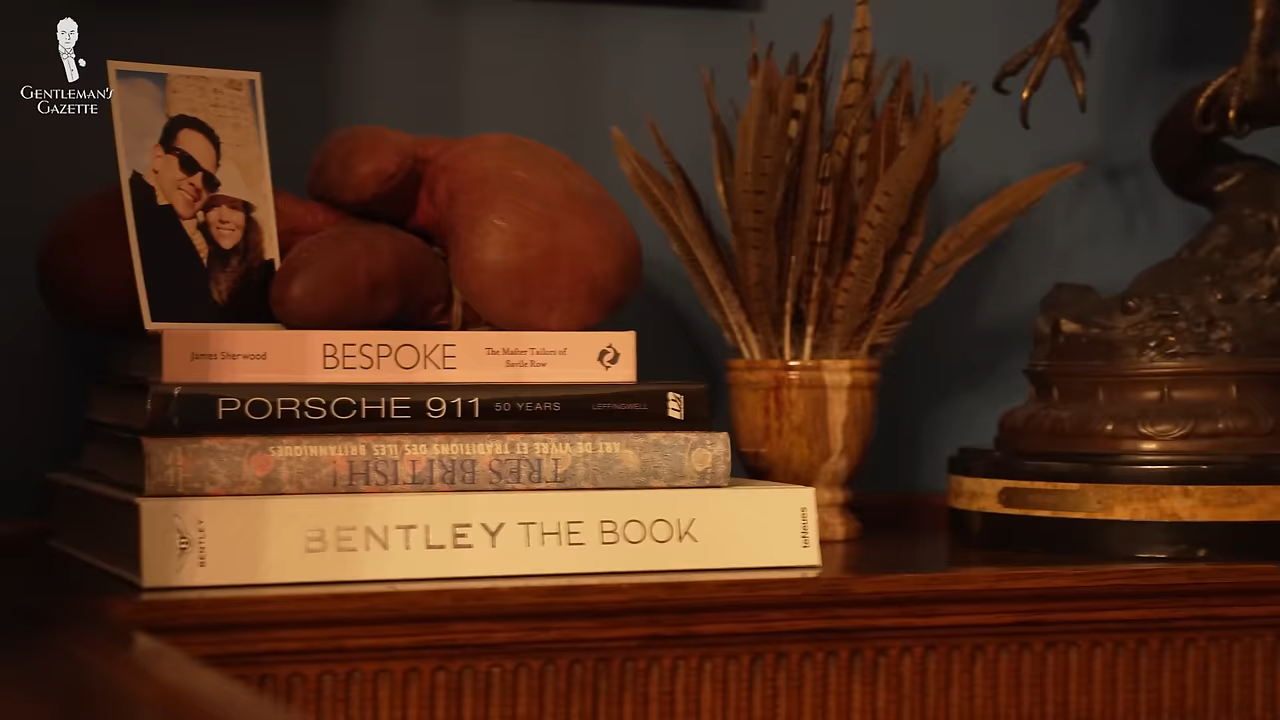 GENTLEMAN'S
GAZETTE
James Sherwood
BESPOKE
The Master Tailors of
Savile Row
PORSCHE 911
50 YEARS
LEFFINGWELL
TRES BRITISH!
ART DE VIVRE ET TRADITIONS DES ÎLES BRITANNIQUES
BENTLEY
BENTLEY THE BOOK
teNeues